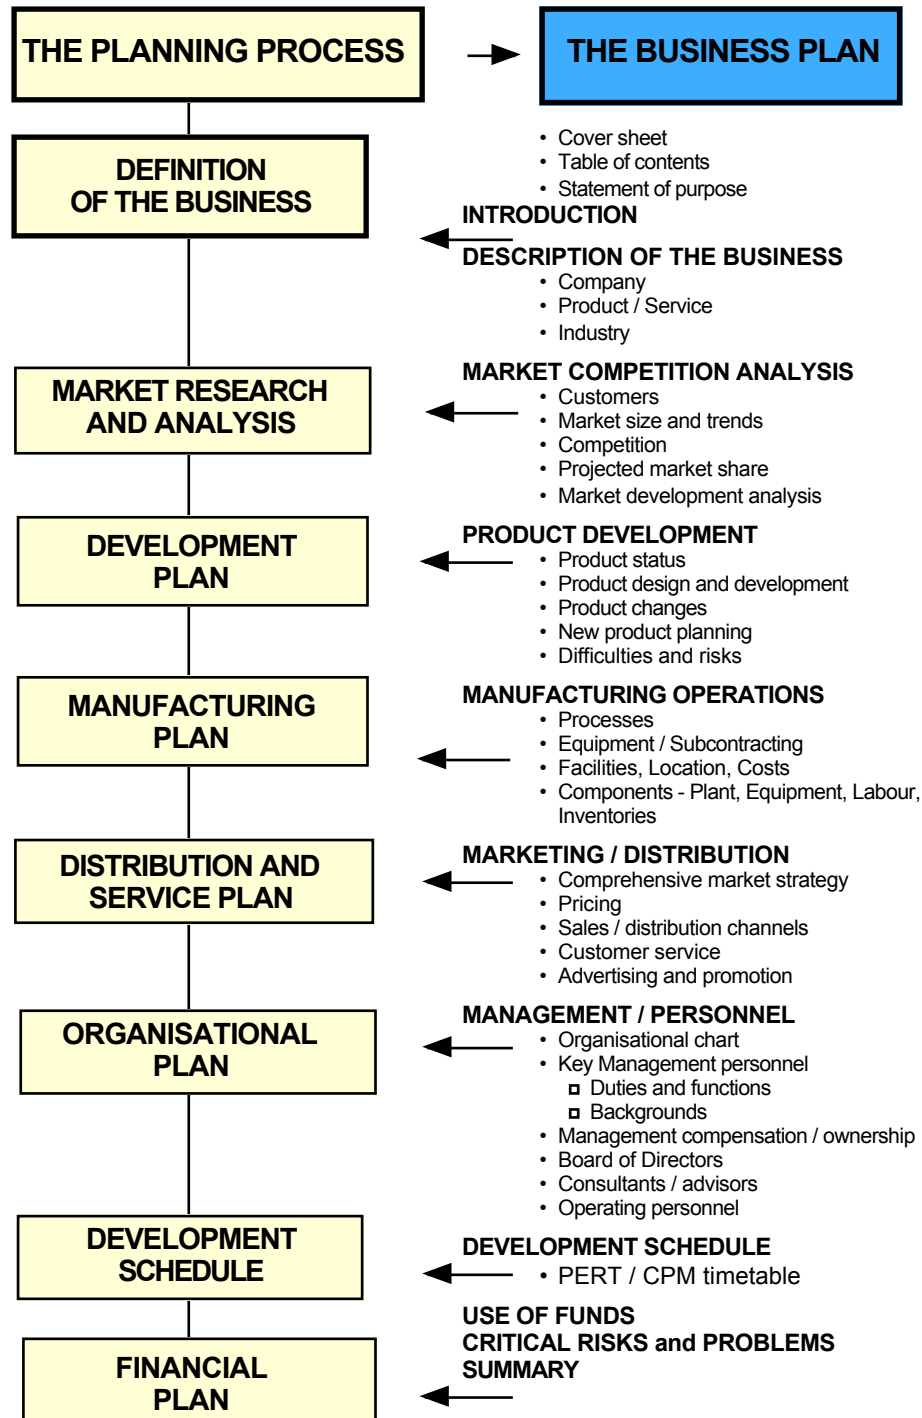 THE PLANNING PROCESS
THE BUSINESS PLAN
DEFINITION
OF THE BUSINESS
• Cover sheet
• Table of contents
• Statement of purpose
INTRODUCTION
DESCRIPTION OF THE BUSINESS
• Company
• Product / Service
• Industry
MARKET RESEARCH
AND ANALYSIS
MARKET COMPETITION ANALYSIS
• Customers
• Market size and trends
• Competition
• Projected market share
• Market development analysis
DEVELOPMENT
PLAN
PRODUCT DEVELOPMENT
• Product status
• Product design and development
• Product changes
• New product planning
• Difficulties and risks
MANUFACTURING
PLAN
MANUFACTURING OPERATIONS
• Processes
• Equipment / Subcontracting
• Facilities, Location, Costs
• Components - Plant, Equipment, Labour,
Inventories
DISTRIBUTION AND
SERVICE PLAN
MARKETING / DISTRIBUTION
• Comprehensive market strategy
• Pricing
• Sales / distribution channels
• Customer service
• Advertising and promotion
ORGANISATIONAL
PLAN
MANAGEMENT / PERSONNEL
• Organisational chart
• Key Management personnel
Duties and functions
Backgrounds
• Management compensation / ownership
• Board of Directors
• Consultants / advisors
• Operating personnel
DEVELOPMENT
SCHEDULE
DEVELOPMENT SCHEDULE
• PERT / CPM timetable
FINANCIAL
PLAN
USE OF FUNDS
CRITICAL RISKS and PROBLEMS
SUMMARY